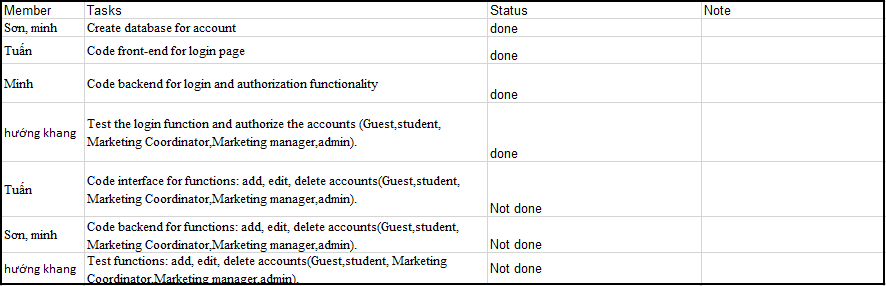 Member Tasks Status Note
Sơn, minh Create database for account done
Tuấn Code front-end for login page done
Minh Code backend for login and authorization functionality done
hướng khang Test the login function and authorize the accounts (Guest,student,
Marketing Coordinator,Marketing manager,admin). done
Tuấn Code interface for functions: add, edit, delete accounts(Guest,student,
Marketing Coordinator,Marketing manager,admin). Not done
Sơn, minh Code backend for functions: add, edit, delete accounts(Guest,student,
Marketing Coordinator,Marketing manager,admin). Not done
hướng khang Test functions: add, edit, delete accounts(Guest,student, Marketing Not done
Coordinator,Marketing manager,admin).